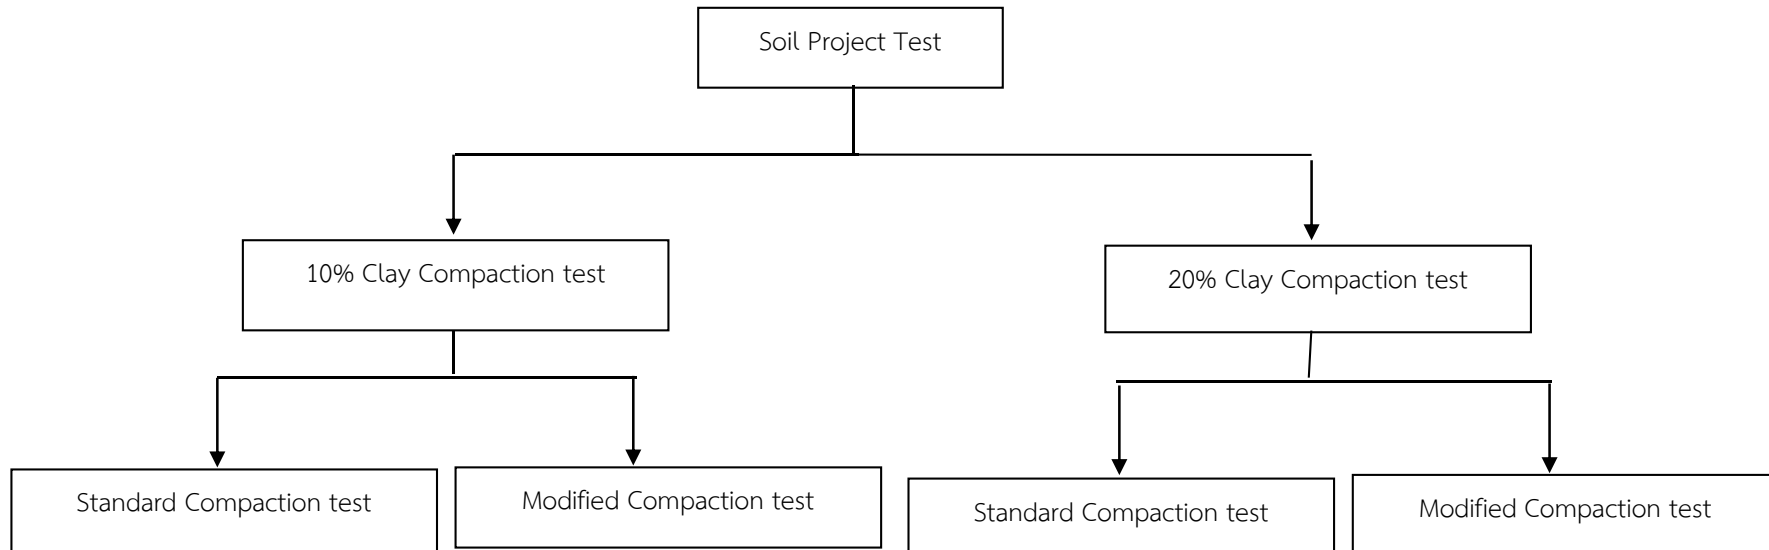 Soil Project Test
10% Clay Compaction test
20% Clay Compaction test
Standard Compaction test
Modified Compaction test
Standard Compaction test
Modified Compaction test